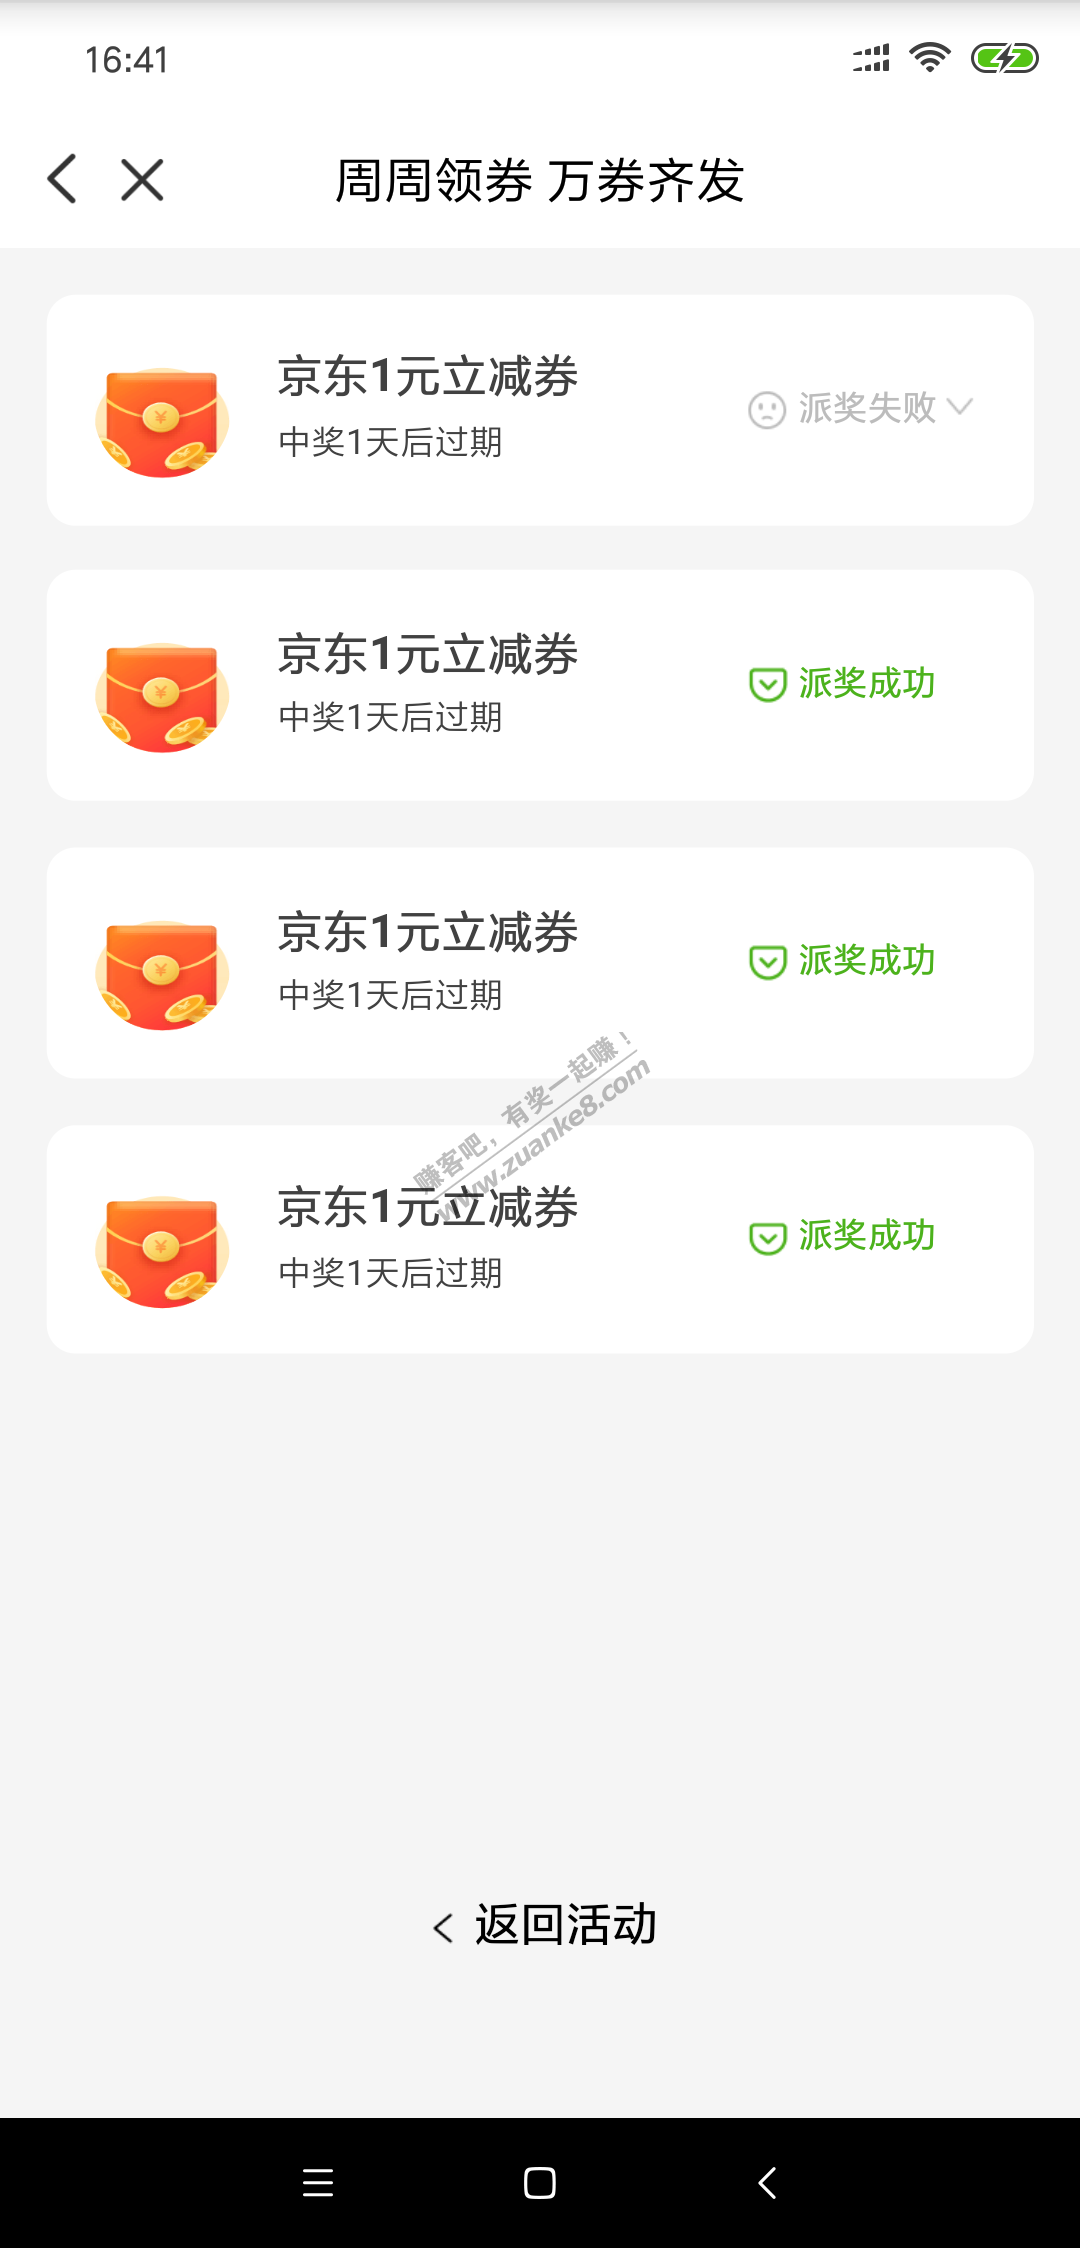 16:41
周周领券 万券齐发
京东1元立减券
中奖1天后过期
派奖失败
京东1元立减券
中奖1天后过期
派奖成功
京东1元立减券
中奖1天后过期
派奖成功
赚客吧，有奖一起赚！
www.zuanke8.com
京东1元立减券
中奖1天后过期
派奖成功
返回活动